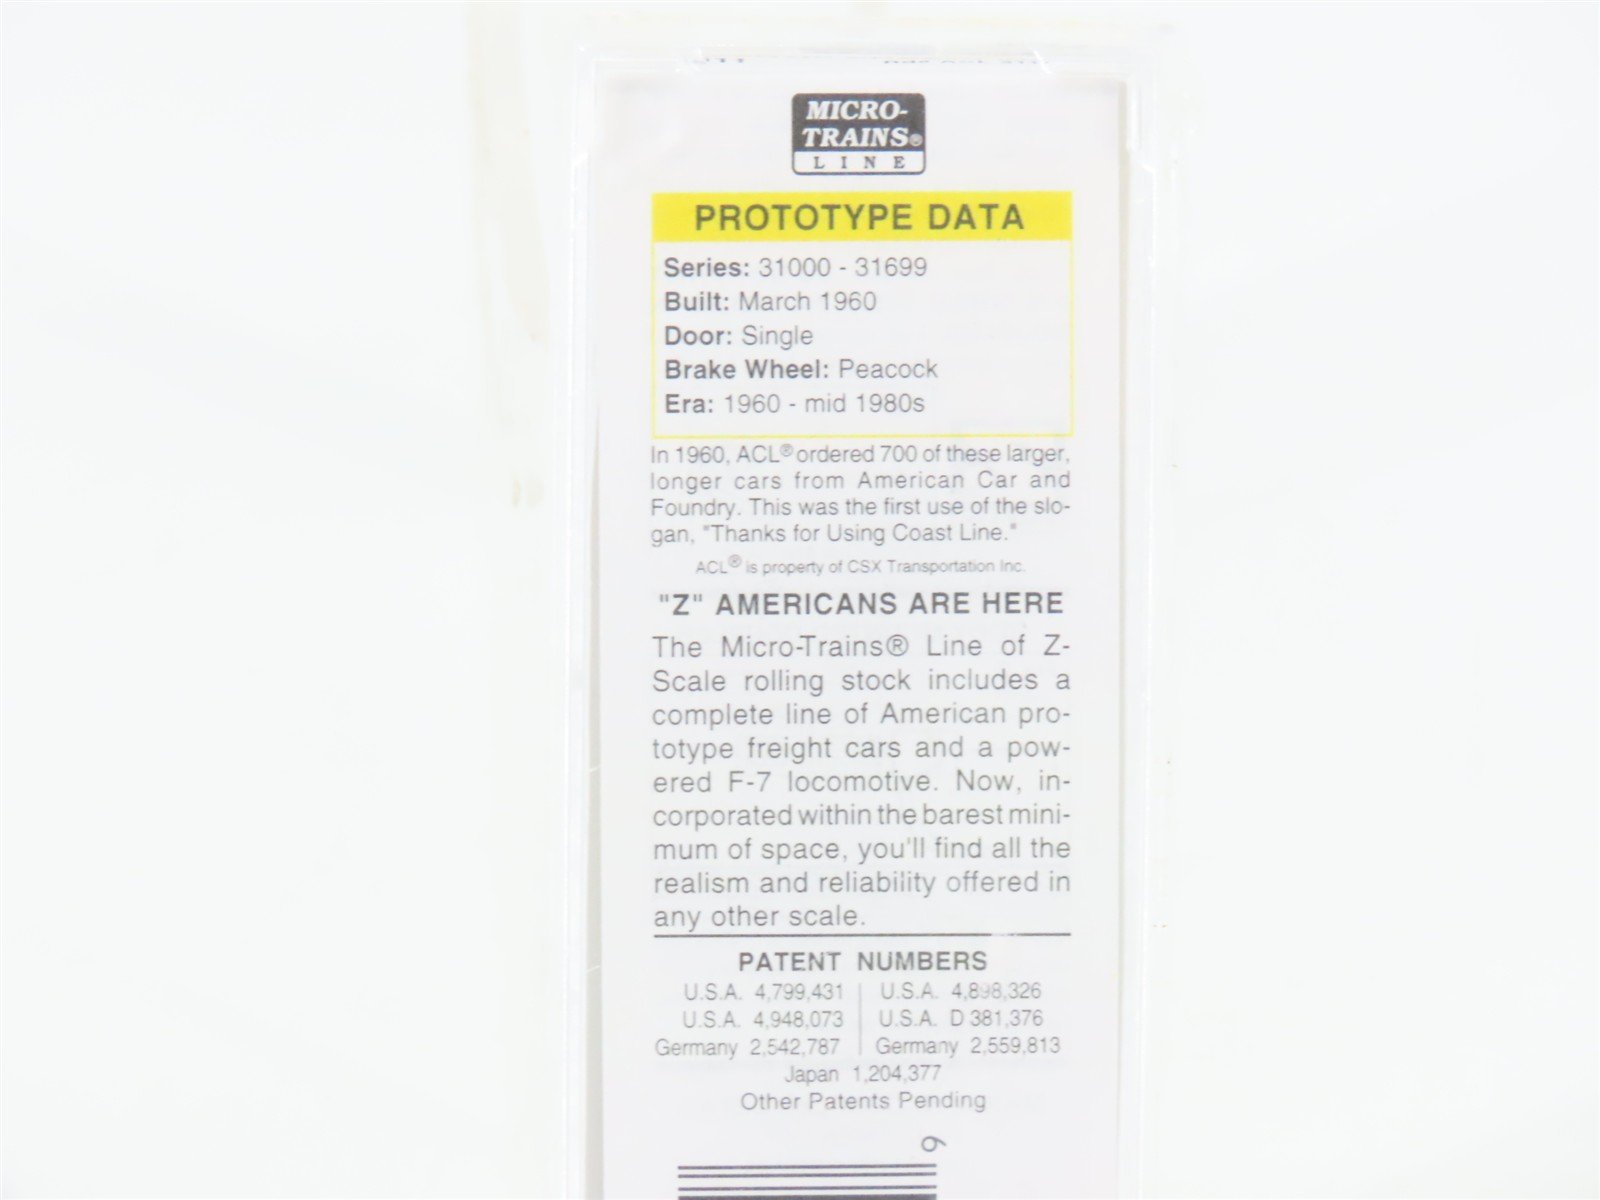 MICRO-
TRAINS®
LINE
PROTOTYPE DATA
Series: 31000 - 31699
Built: March 1960
Door: Single
Brake Wheel: Peacock
Era: 1960 - mid 1980s
In 1960, ACL® ordered 700 of these larger,
longer cars from American Car and
Foundry. This was the first use of the slo-
gan, "Thanks for Using Coast Line."
ACL® is property of CSX Transportation Inc.
"Z" AMERICANS ARE HERE
The Micro-Trains® Line of Z-
Scale rolling stock includes a
complete line of American pro-
totype freight cars and a pow-
ered F-7 locomotive. Now, in-
corporated within the barest mini-
mum of space, you'll find all the
realism and reliability offered in
any other scale.
PATENT NUMBERS
U.S.A. 4,799,431 | U.S.A. 4,898,326
U.S.A. 4,948,073 | U.S.A. D 381,376
Germany 2,542,787 | Germany 2,559,813
Japan 1,204,377
Other Patents Pending
6